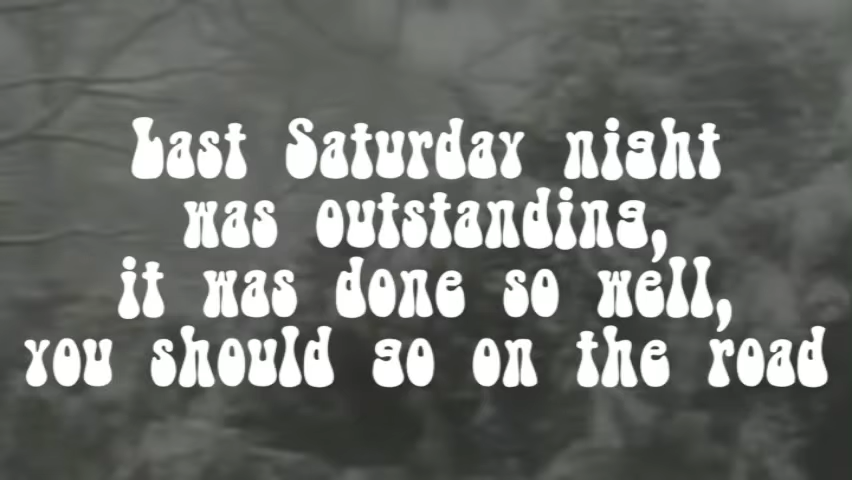 Last Saturday night
was outstanding,
it was done so well,
you should go on the road